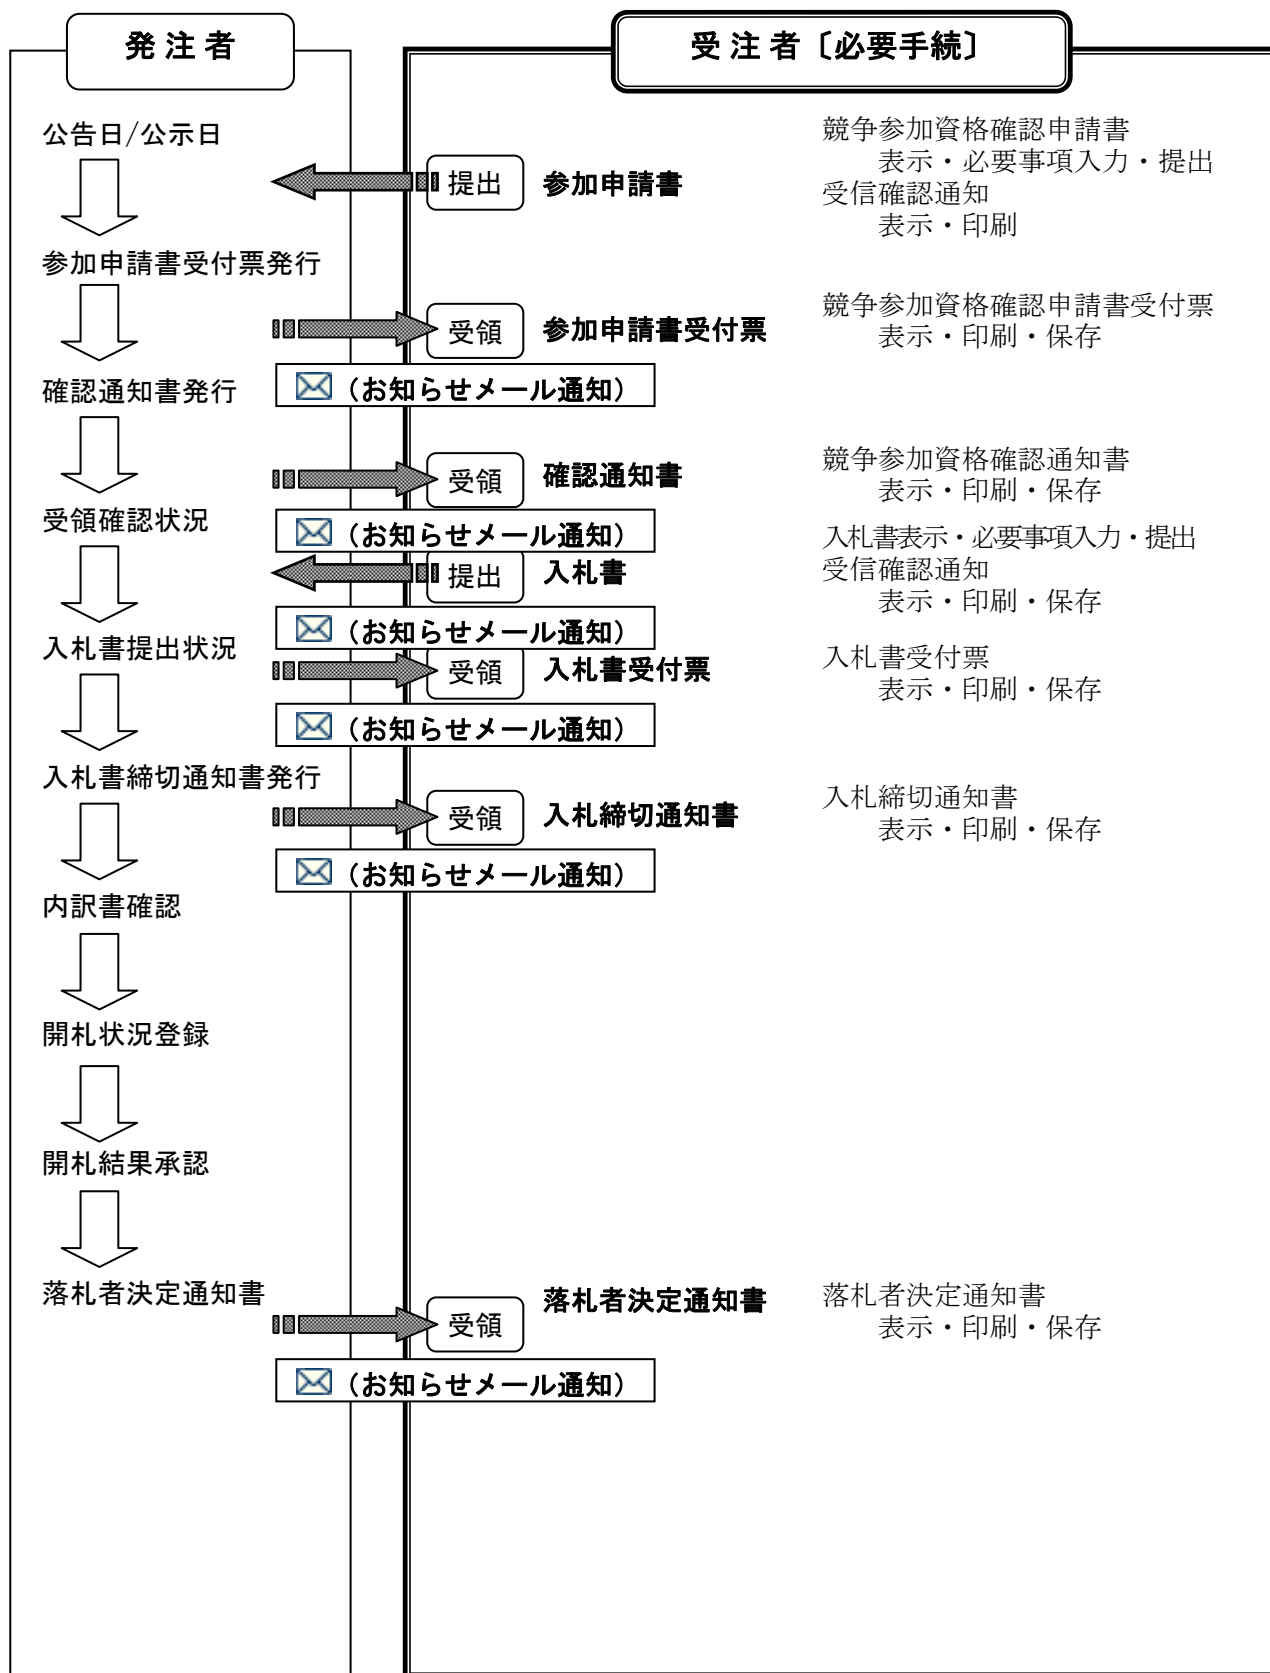 発 注 者
受 注 者〔必要手続〕
公告日/公示日
提出
参加申請書
競争参加資格確認申請書
表示・必要事項入力・提出
受信確認通知
表示・印刷
参加申請書受付票発行
受領
参加申請書受付票
競争参加資格確認申請書受付票
表示・印刷・保存
(お知らせメール通知)
確認通知書発行
受領
確認通知書
競争参加資格確認通知書
表示・印刷・保存
(お知らせメール通知)
受領確認状況
提出
入札書
入札書表示・必要事項入力・提出
受信確認通知
表示・印刷・保存
(お知らせメール通知)
入札書提出状況
受領
入札書受付票
入札書受付票
表示・印刷・保存
(お知らせメール通知)
入札書締切通知書発行
受領
入札締切通知書
入札締切通知書
表示・印刷・保存
(お知らせメール通知)
内訳書確認
開札状況登録
開札結果承認
落札者決定通知書
受領
落札者決定通知書
落札者決定通知書
表示・印刷・保存
(お知らせメール通知)